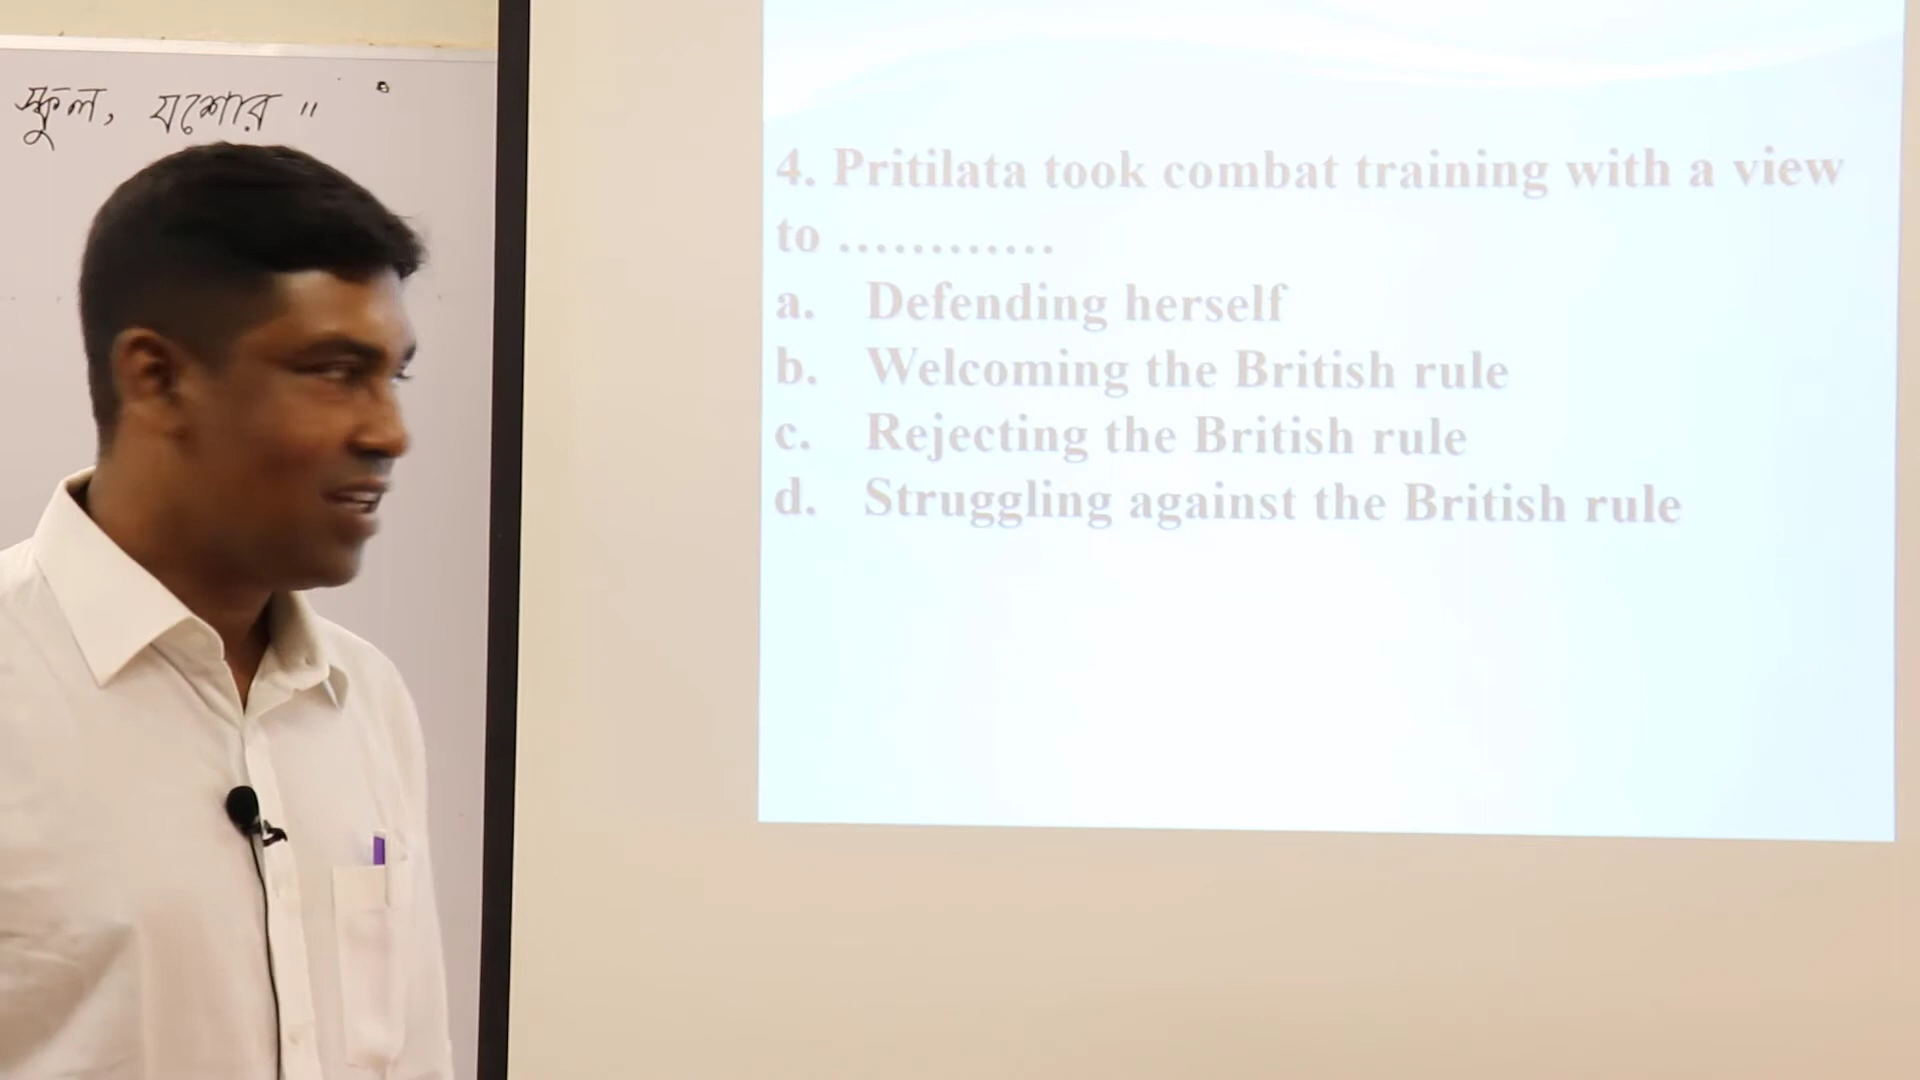 স্কুল, যশোর "
4. Pritilata took combat training with a view
to ............
a. Defending herself
b. Welcoming the British rule
c. Rejecting the British rule
d. Struggling against the British rule